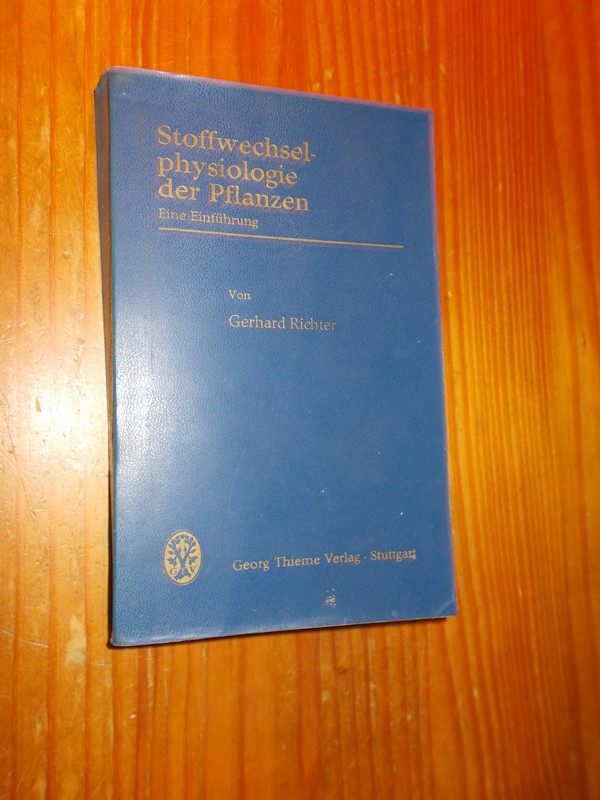 Stoffwechsel-
physiologie
der Pflanzen
Eine Einführung
Von
Gerhard Richter
Georg Thieme Verlag · Stuttgart